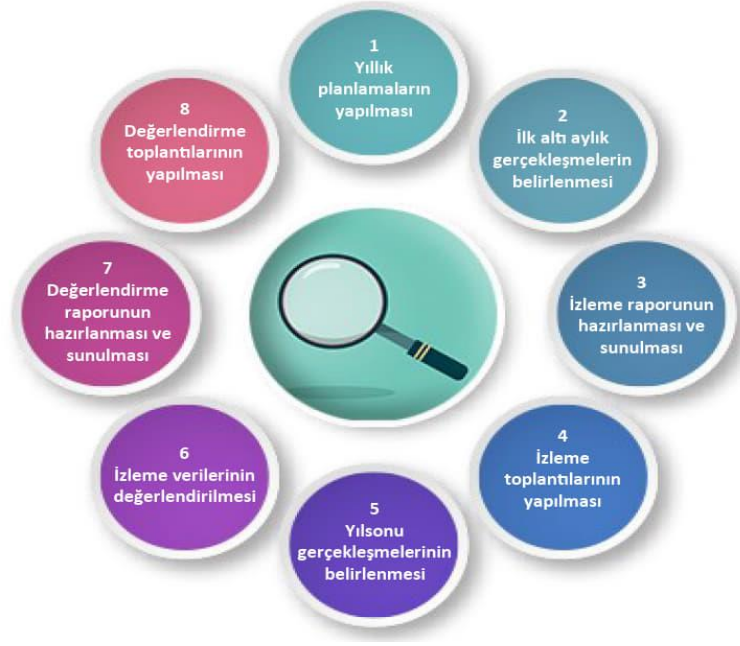 1
Yıllık
planlamaların
yapılması
2
İlk altı aylık
gerçekleşmelerin
belirlenmesi
3
İzleme raporunun
hazırlanması ve
sunulması
4
İzleme
toplantılarının
yapılması
5
Yılsonu
gerçekleşmelerinin
belirlenmesi
6
İzleme verilerinin
değerlendirilmesi
7
Değerlendirme
raporunun
hazırlanması ve
sunulması
8
Değerlendirme
toplantılarının
yapılması